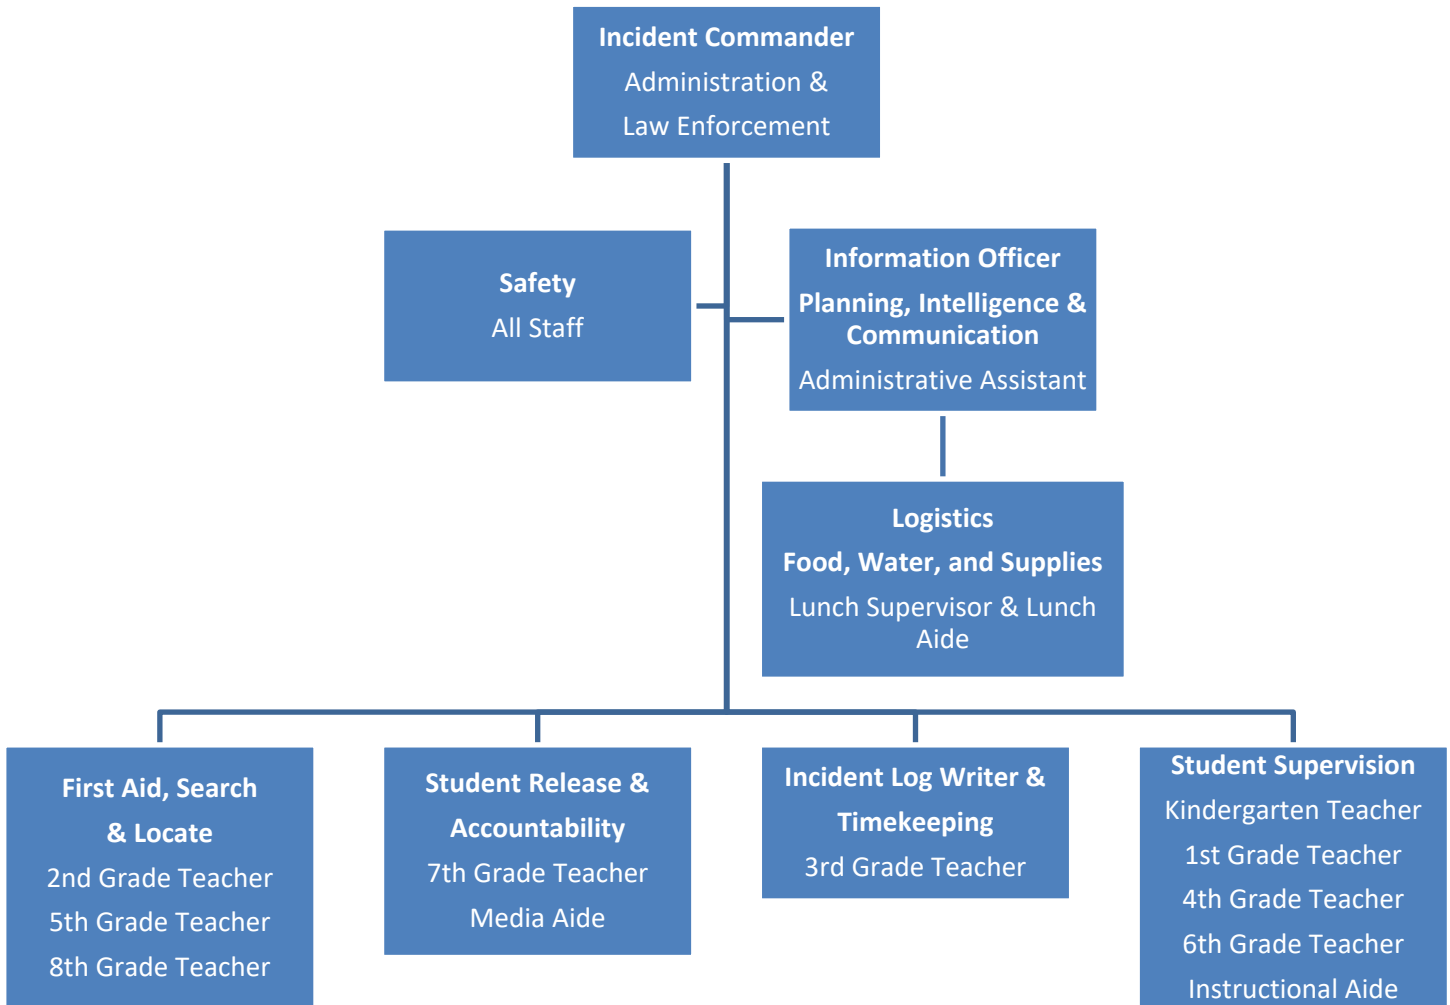 Incident Commander
Administration &
Law Enforcement
Safety
All Staff
Information Officer
Planning, Intelligence &
Communication
Administrative Assistant
Logistics
Food, Water, and Supplies
Lunch Supervisor & Lunch
Aide
First Aid, Search
& Locate
2nd Grade Teacher
5th Grade Teacher
8th Grade Teacher
Student Release &
Accountability
7th Grade Teacher
Media Aide
Incident Log Writer &
Timekeeping
3rd Grade Teacher
Student Supervision
Kindergarten Teacher
1st Grade Teacher
4th Grade Teacher
6th Grade Teacher
Instructional Aide